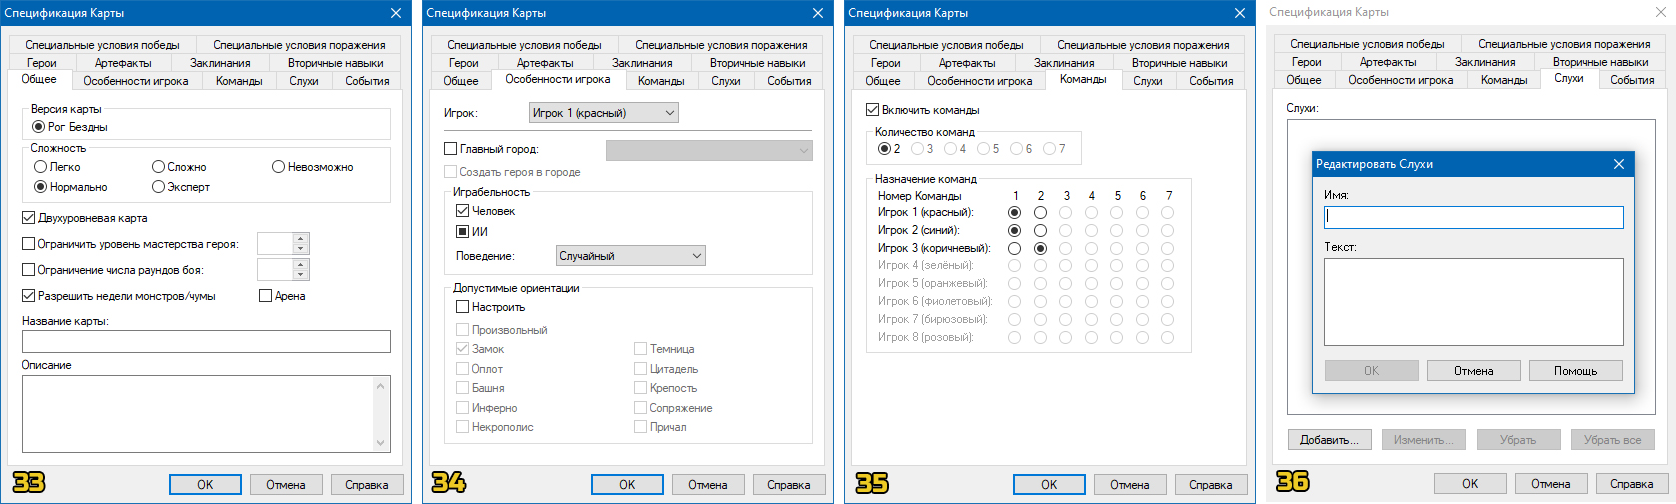 Спецификация Карты
Специальные условия победы
Специальные условия поражения
Герои
Артефакты
Заклинания
Вторичные навыки
Общее
Особенности игрока
Команды
Слухи
События
Версия карты
Рог Бездны
Сложность
Легко
Сложно
Невозможно
Нормально
Эксперт
Двухуровневая карта
Ограничить уровень мастерства героя:
Ограничение числа раундов боя:
Разрешить недели монстров/чумы
Арена
Название карты:
Описание
33
OK
Отмена
Справка
Спецификация Карты
Специальные условия победы
Специальные условия поражения
Герои
Артефакты
Заклинания
Вторичные навыки
Общее
Особенности игрока
Команды
Слухи
События
Игрок:
Игрок 1 (красный)
Главный город:
Создать героя в городе
Играбельность
Человек
ИИ
Поведение:
Случайный
Допустимые ориентации
Настроить
Произвольный
Замок
Темница
Оплот
Цитадель
Башня
Крепость
Инферно
Сопряжение
Некрополис
Причал
34
OK
Отмена
Справка
Спецификация Карты
Специальные условия победы
Специальные условия поражения
Герои
Артефакты
Заклинания
Вторичные навыки
Общее
Особенности игрока
Команды
Слухи
События
Включить команды
Количество команд
2 3 4 5 6 7
Назначение команд
Номер Команды 1 2 3 4 5 6 7
Игрок 1 (красный):
Игрок 2 (синий):
Игрок 3 (коричневый):
Игрок 4 (зелёный):
Игрок 5 (оранжевый):
Игрок 6 (фиолетовый):
Игрок 7 (бирюзовый):
Игрок 8 (розовый):
35
OK
Отмена
Справка
Спецификация Карты
Специальные условия победы
Специальные условия поражения
Герои
Артефакты
Заклинания
Вторичные навыки
Общее
Особенности игрока
Команды
Слухи
События
Слухи:
Редактировать Слухи
Имя:
Текст:
OK
Отмена
Помощь
Добавить...
Изменить...
Убрать
Убрать все
36
OK
Отмена
Справка